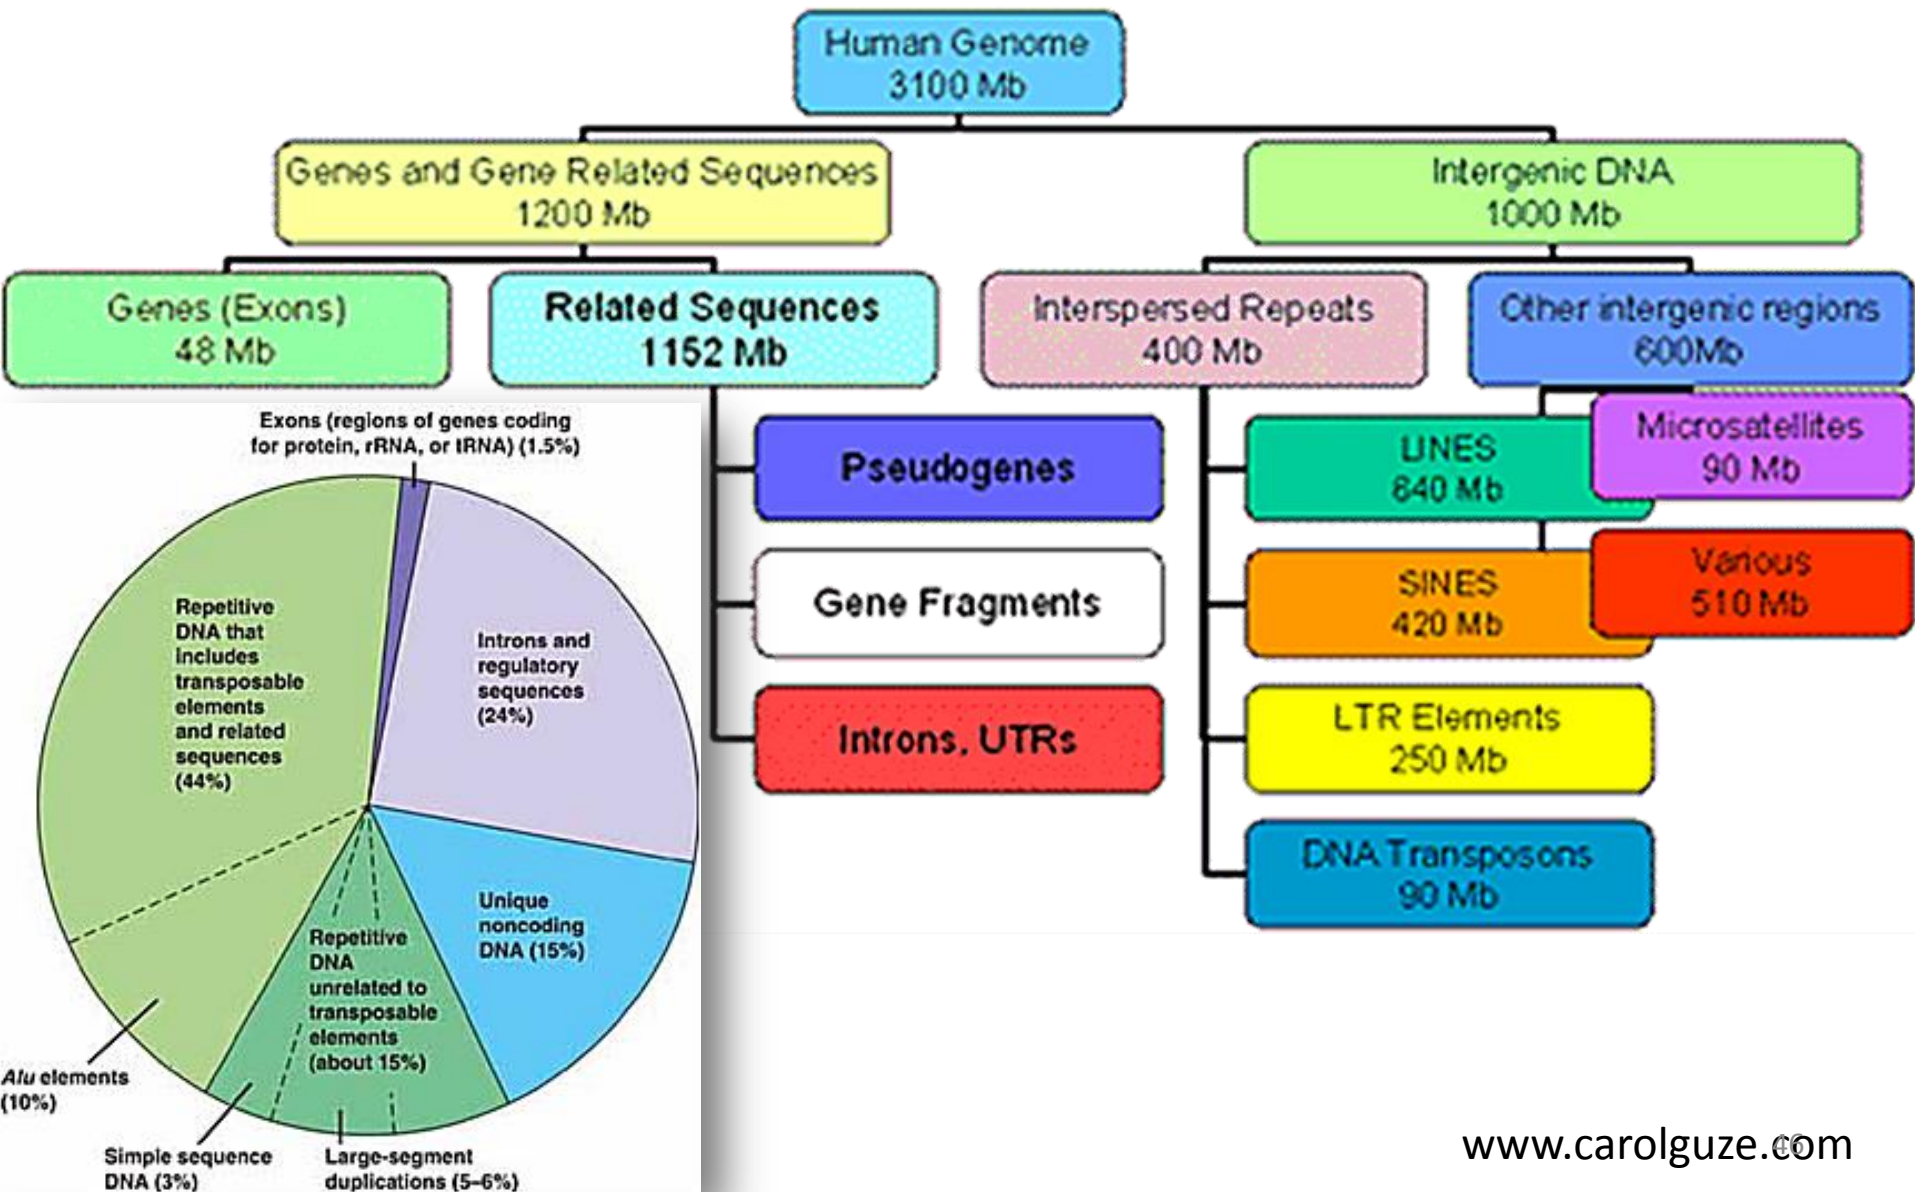 Human Genome
3100 Mb
Genes and Gene Related Sequences
1200 Mb
Intergenic DNA
1000 Mb
Genes (Exons)
48 Mb
Related Sequences
1152 Mb
Interspersed Repeats
400 Mb
Other intergenic regions
600Mb
Pseudogenes
Gene Fragments
Introns, UTRs
LINES
640 Mb
SINES
420 Mb
LTR Elements
250 Mb
DNA Transposons
90 Mb
Microsatellites
90 Mb
Various
510 Mb
Exons (regions of genes coding
for protein, rRNA, or tRNA) (1.5%)
Repetitive
DNA that
includes
transposable
elements
and related
sequences
(44%)
Introns and
regulatory
sequences
(24%)
Unique
noncoding
DNA (15%)
Repetitive
DNA
unrelated to
transposable
elements
(about 15%)
Alu elements
(10%)
Simple sequence
DNA (3%)
Large-segment
duplications (5–6%)
www.carolguze.com
46